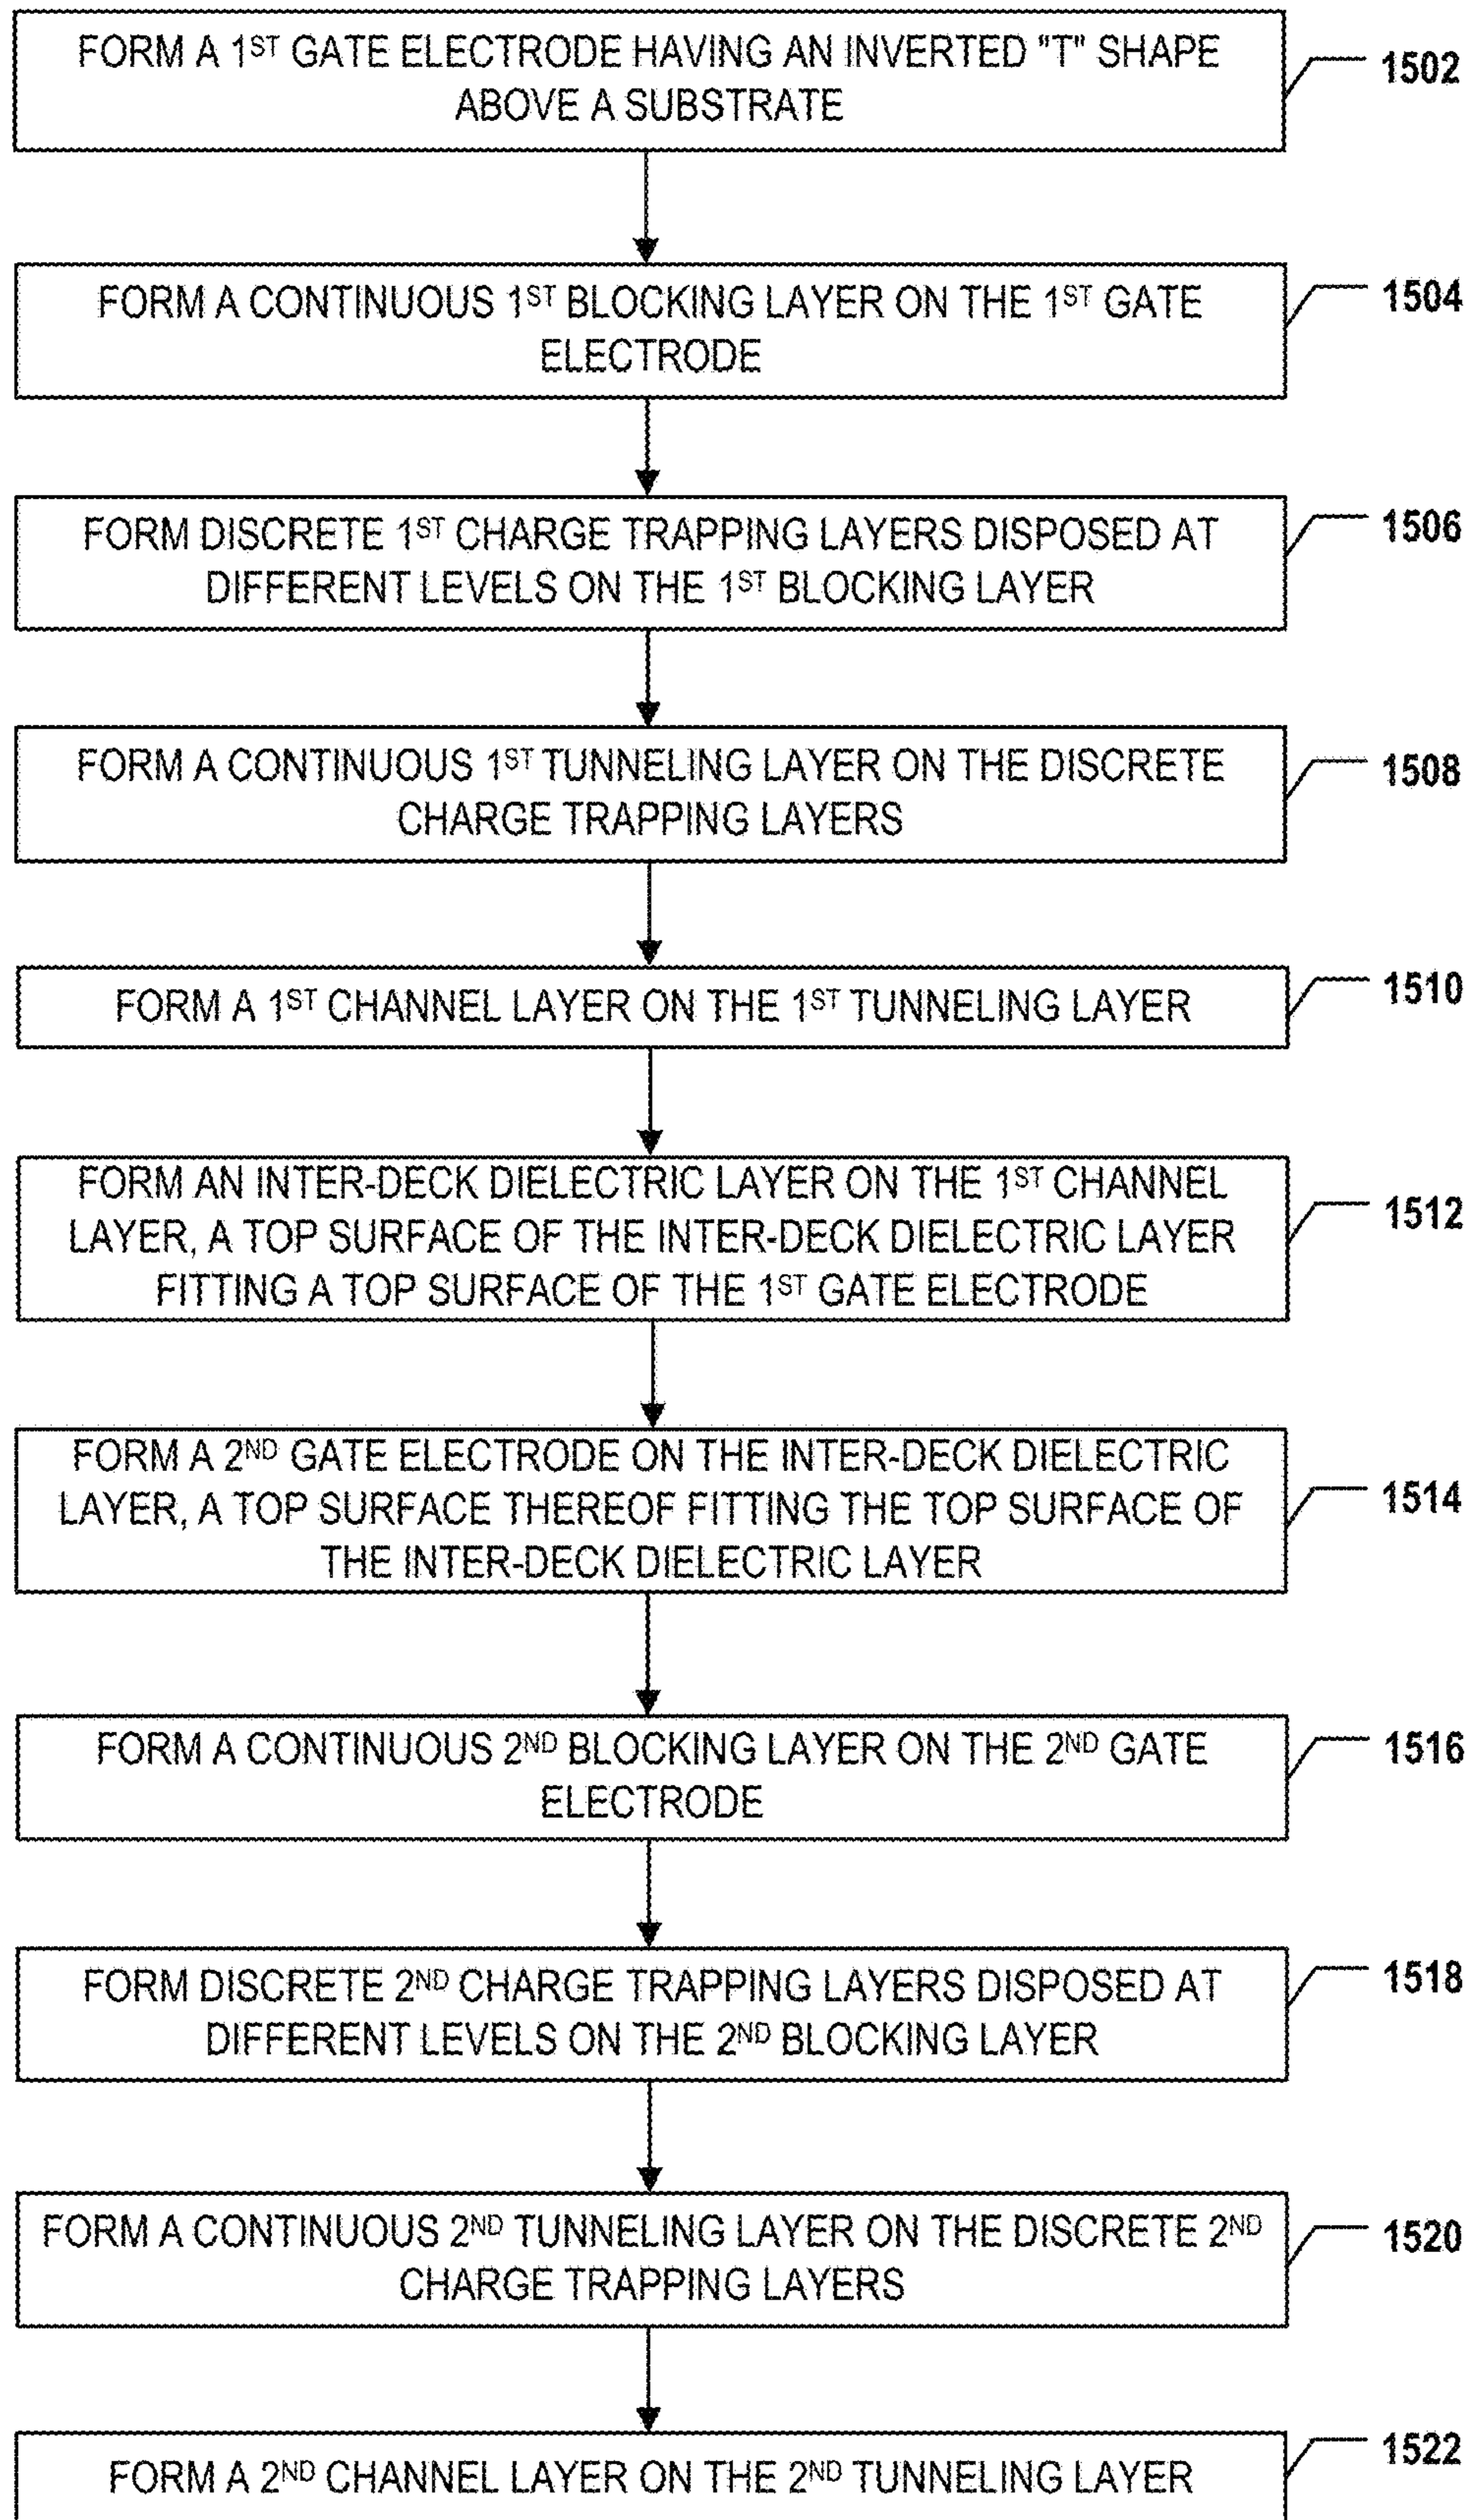 FORM A 1ST GATE ELECTRODE HAVING AN INVERTED "T" SHAPE
ABOVE A SUBSTRATE
1502
FORM A CONTINUOUS 1ST BLOCKING LAYER ON THE 1ST GATE
ELECTRODE
1504
FORM DISCRETE 1ST CHARGE TRAPPING LAYERS DISPOSED AT
DIFFERENT LEVELS ON THE 1ST BLOCKING LAYER
1506
FORM A CONTINUOUS 1ST TUNNELING LAYER ON THE DISCRETE
CHARGE TRAPPING LAYERS
1508
FORM A 1ST CHANNEL LAYER ON THE 1ST TUNNELING LAYER
1510
FORM AN INTER-DECK DIELECTRIC LAYER ON THE 1ST CHANNEL
LAYER, A TOP SURFACE OF THE INTER-DECK DIELECTRIC LAYER
FITTING A TOP SURFACE OF THE 1ST GATE ELECTRODE
1512
FORM A 2ND GATE ELECTRODE ON THE INTER-DECK DIELECTRIC
LAYER, A TOP SURFACE THEREOF FITTING THE TOP SURFACE OF
THE INTER-DECK DIELECTRIC LAYER
1514
FORM A CONTINUOUS 2ND BLOCKING LAYER ON THE 2ND GATE
ELECTRODE
1516
FORM DISCRETE 2ND CHARGE TRAPPING LAYERS DISPOSED AT
DIFFERENT LEVELS ON THE 2ND BLOCKING LAYER
1518
FORM A CONTINUOUS 2ND TUNNELING LAYER ON THE DISCRETE 2ND
CHARGE TRAPPING LAYERS
1520
FORM A 2ND CHANNEL LAYER ON THE 2ND TUNNELING LAYER
1522